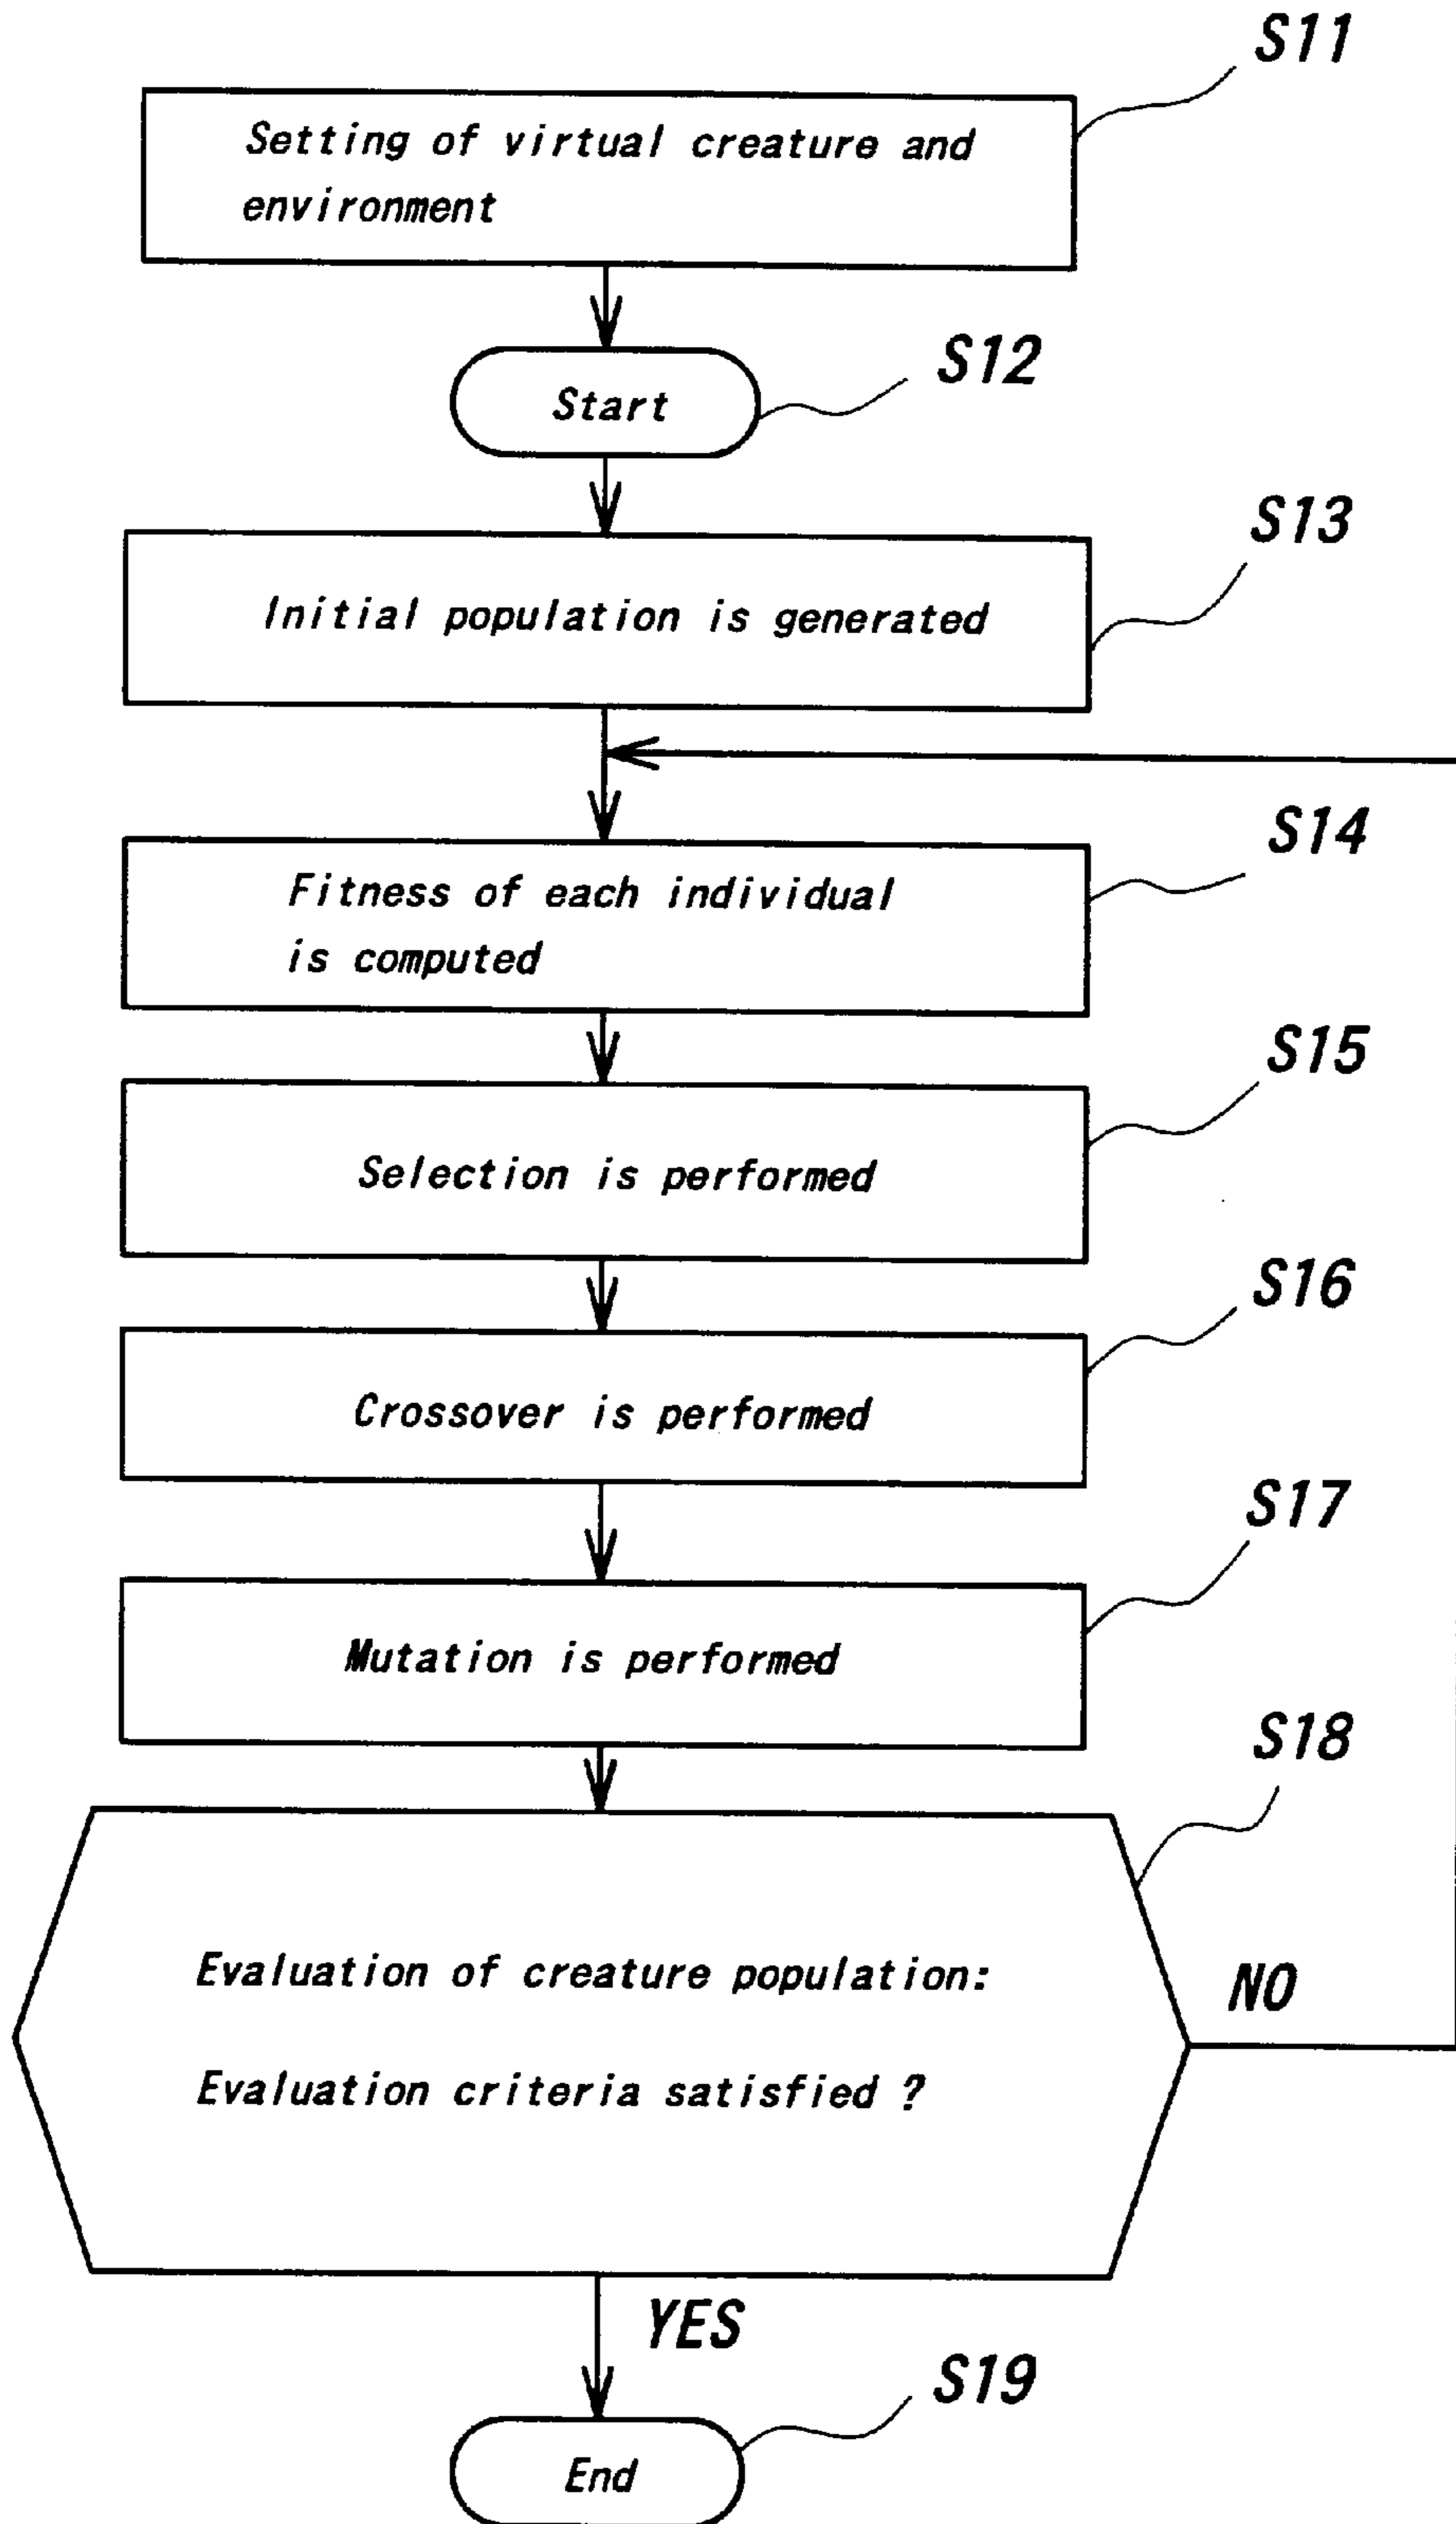 S11
Setting of virtual creature and
environment
S12
Start
S13
Initial population is generated
S14
Fitness of each individual
is computed
S15
Selection is performed
S16
Crossover is performed
S17
Mutation is performed
S18
Evaluation of creature population:
NO
Evaluation criteria satisfied ?
YES
S19
End